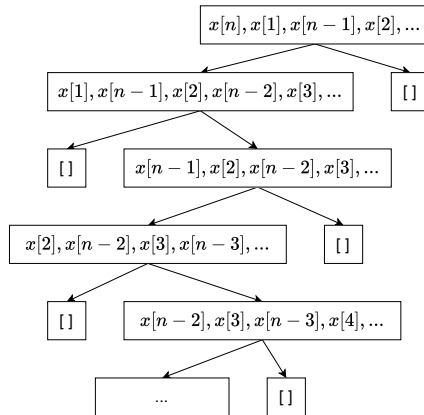 x[n], x[1], x[n − 1], x[2], ...
x[1], x[n − 1], x[2], x[n − 2], x[3], ...
[ ]
[ ]
x[n − 1], x[2], x[n − 2], x[3], ...
x[2], x[n − 2], x[3], x[n − 3], ...
[ ]
[ ]
x[n − 2], x[3], x[n − 3], x[4], ...
...
[ ]